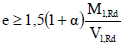 e ≥ 1,5(1 + α) M1,Rd / V1,Rd